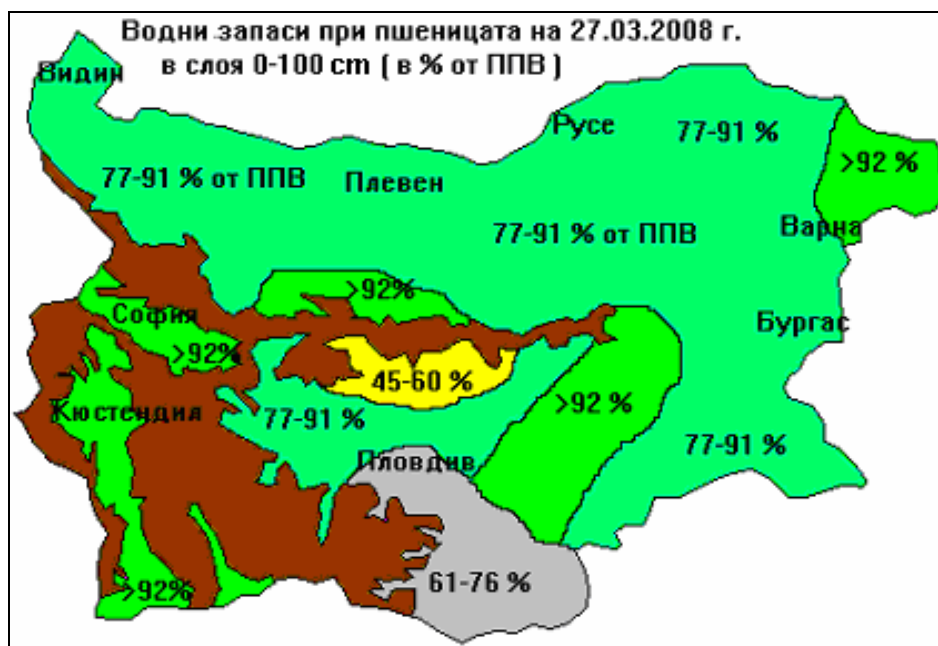 Водни запаси при пшеницата на 27.03.2008 г.
в слоя 0-100 cm ( в % от ППВ )
Видин
Русе
77-91 %
>92 %
77-91 % от ППВ
Плевен
77-91 % от ППВ
Варна
>92%
София
Бургас
>92%
45-60 %
>92 %
Кюстендил
77-91 %
77-91 %
Пловдив
61-76 %
>92%